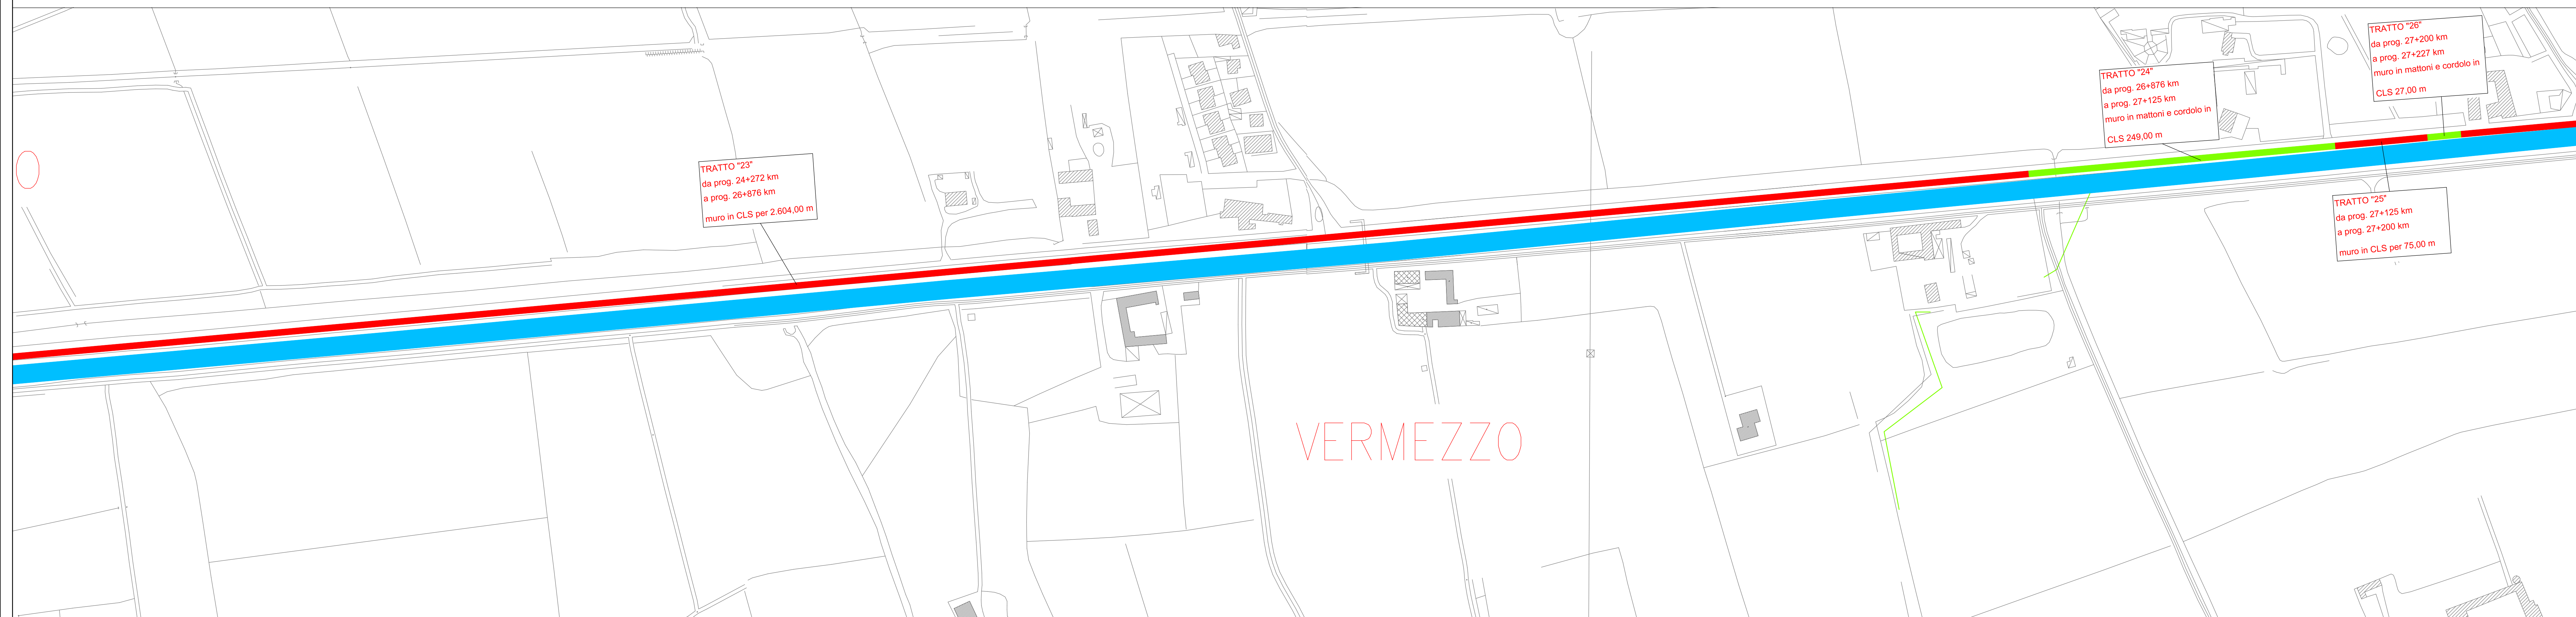 TRATTO "23"
da prog. 24+272 km
a prog. 26+876 km
muro in CLS per 2.604,00 m
TRATTO "24"
da prog. 26+876 km
a prog. 27+125 km
muro in mattoni e cordolo in
CLS 249,00 m
TRATTO "26"
da prog. 27+200 km
a prog. 27+227 km
muro in mattoni e cordolo in
CLS 27,00 m
TRATTO "25"
da prog. 27+125 km
a prog. 27+200 km
muro in CLS per 75,00 m
VERMEZZO